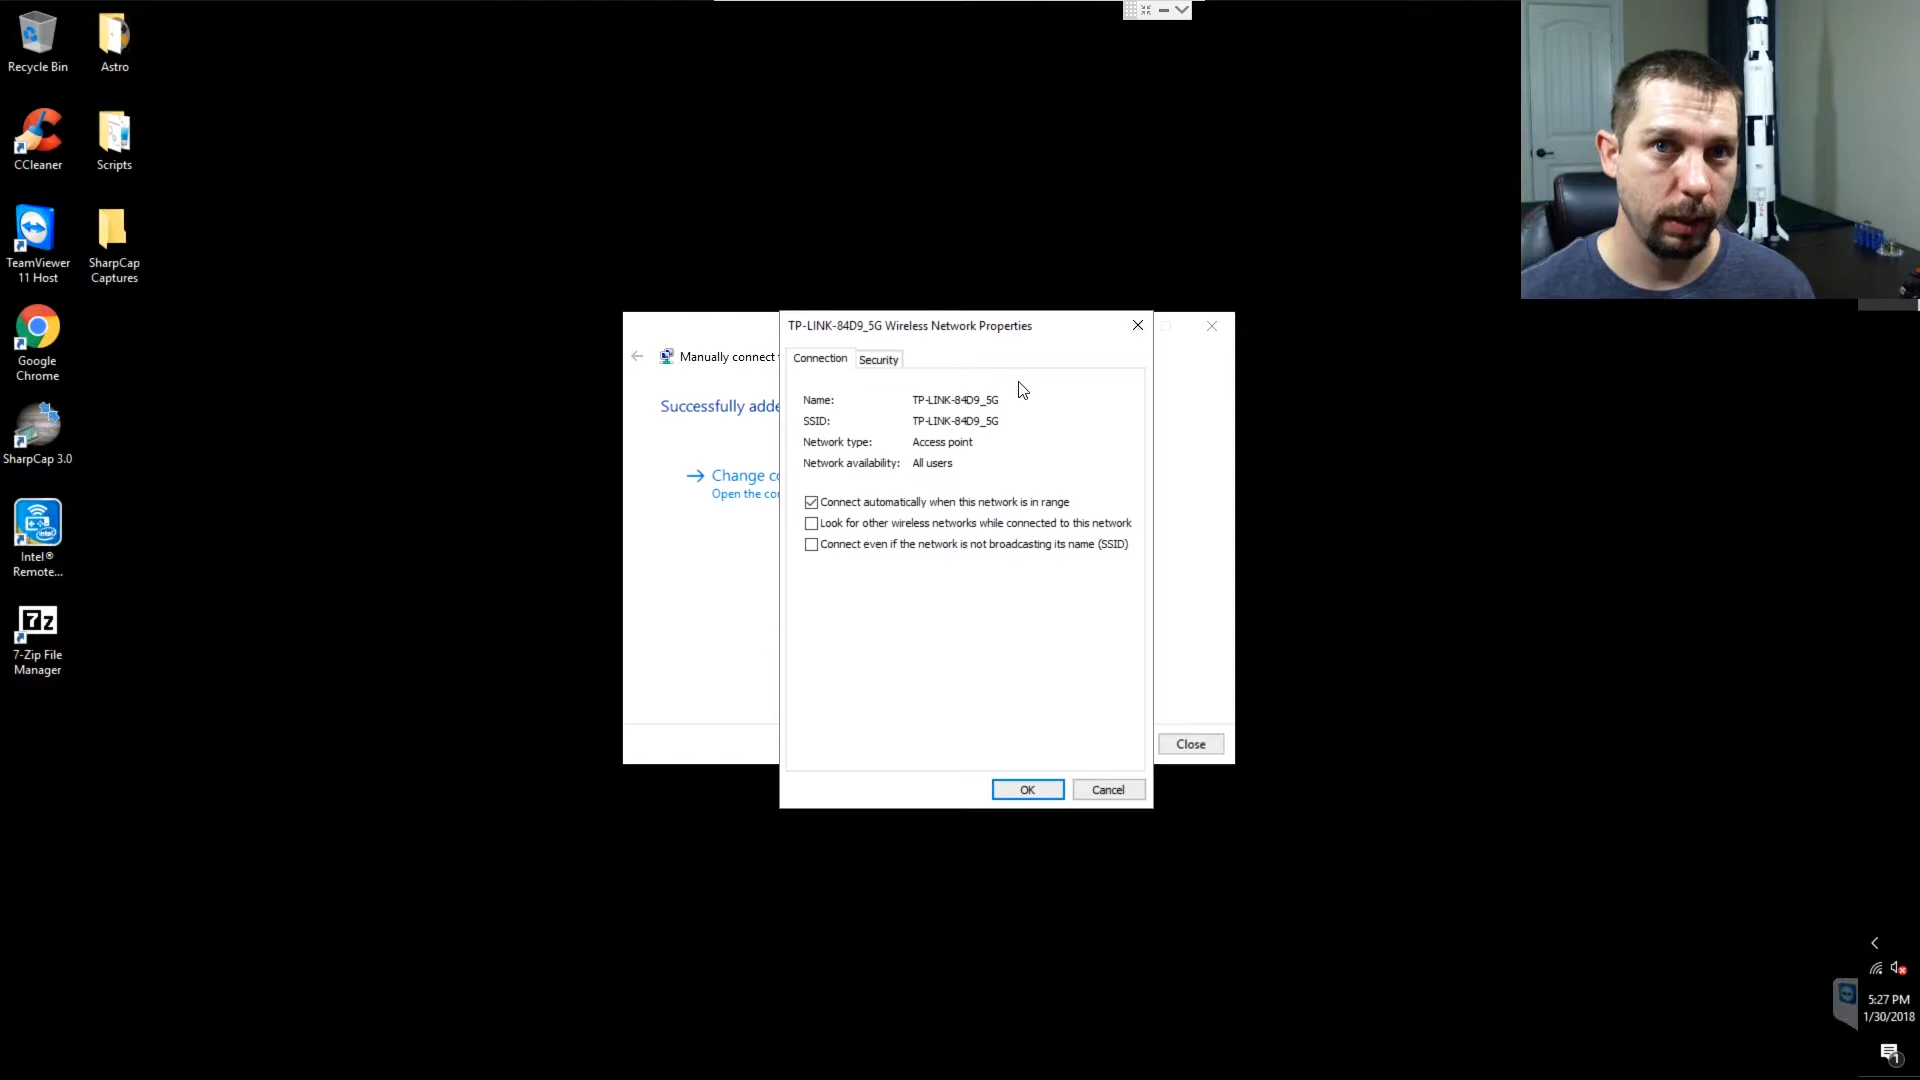 Recycle Bin
Astro
CCleaner
Scripts
TeamViewer
11 Host
SharpCap
Captures
Google
Chrome
SharpCap 3.0
Intel®
Remote...
7-Zip File
Manager
Manually connect
Successfully adde
Change co
Open the con
TP-LINK-84D9_5G Wireless Network Properties
Connection
Security
Name: TP-LINK-84D9_5G
SSID: TP-LINK-84D9_5G
Network type: Access point
Network availability: All users
Connect automatically when this network is in range
Look for other wireless networks while connected to this network
Connect even if the network is not broadcasting its name (SSID)
OK
Cancel
Close
5:27 PM
1/30/2018
1